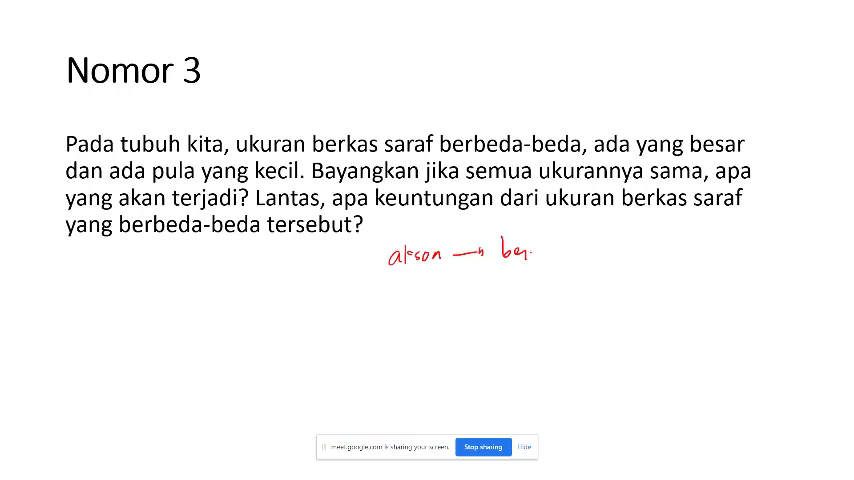 Nomor 3
Pada tubuh kita, ukuran berkas saraf berbeda-beda, ada yang besar
dan ada pula yang kecil. Bayangkan jika semua ukurannya sama, apa
yang akan terjadi? Lantas, apa keuntungan dari ukuran berkas saraf
yang berbeda-beda tersebut?
akson → ber
meet.google.com is sharing your screen. Stop sharing Hide